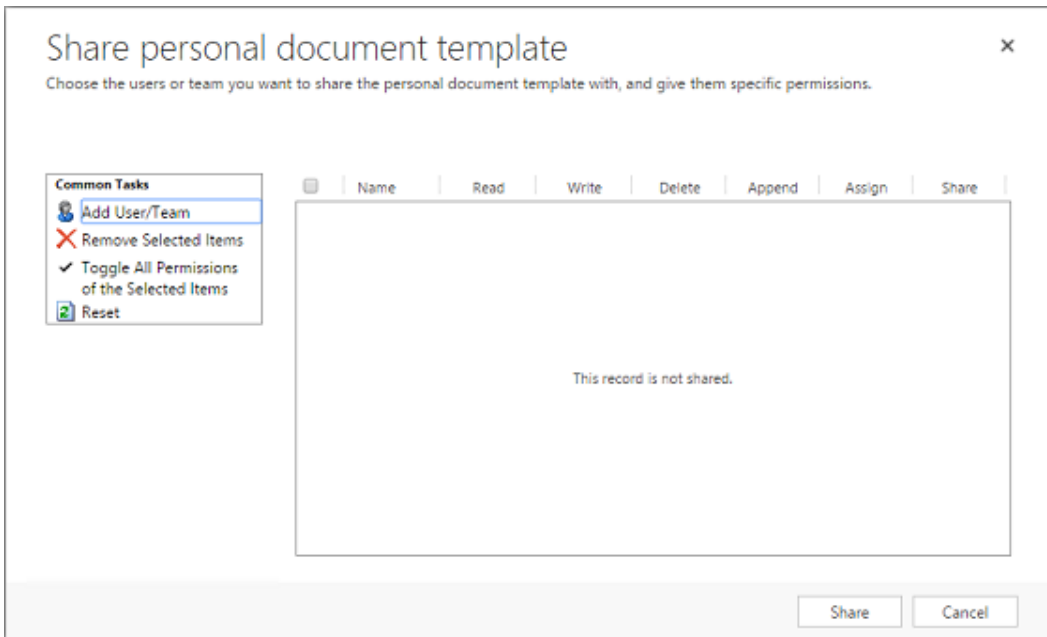 Share personal document template
Choose the users or team you want to share the personal document template with, and give them specific permissions.
Common Tasks
Add User/Team
Remove Selected Items
Toggle All Permissions
of the Selected Items
Reset
Name Read Write Delete Append Assign Share
This record is not shared.
Share Cancel